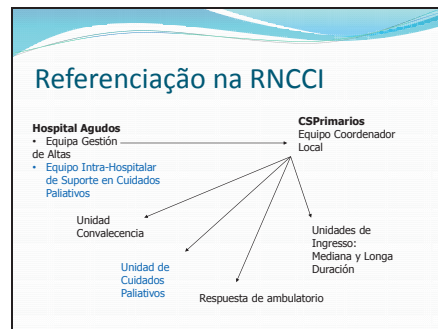 Referenciação na RNCCI
Hospital Agudos
• Equipa Gestión
de Altas
• Equipo Intra-Hospitalar
de Suporte en Cuidados
Paliativos
CSPrimarios
Equipo Coordenador
Local
Unidad
Convalecencia
Unidad de
Cuidados
Paliativos
Respuesta de ambulatorio
Unidades de
Ingresso:
Mediana y Longa
Duración